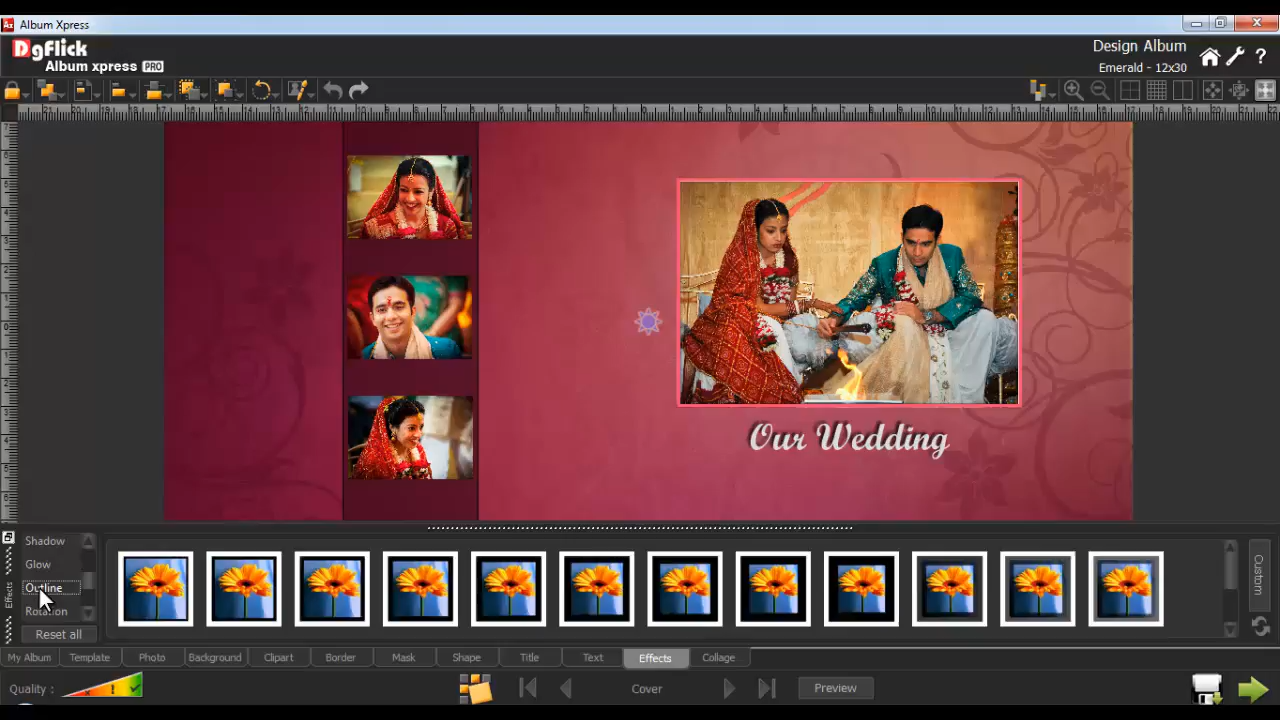 Album Xpress
DgFlick
Album xpress PRO
Design Album
Emerald - 12x30
Our Wedding
Shadow
Glow
Outline
Rotation
Reset all
Effects
Custom
My Album Template Photo Background Clipart Border Mask Shape Title Text Effects Collage
Quality :
Cover
Preview